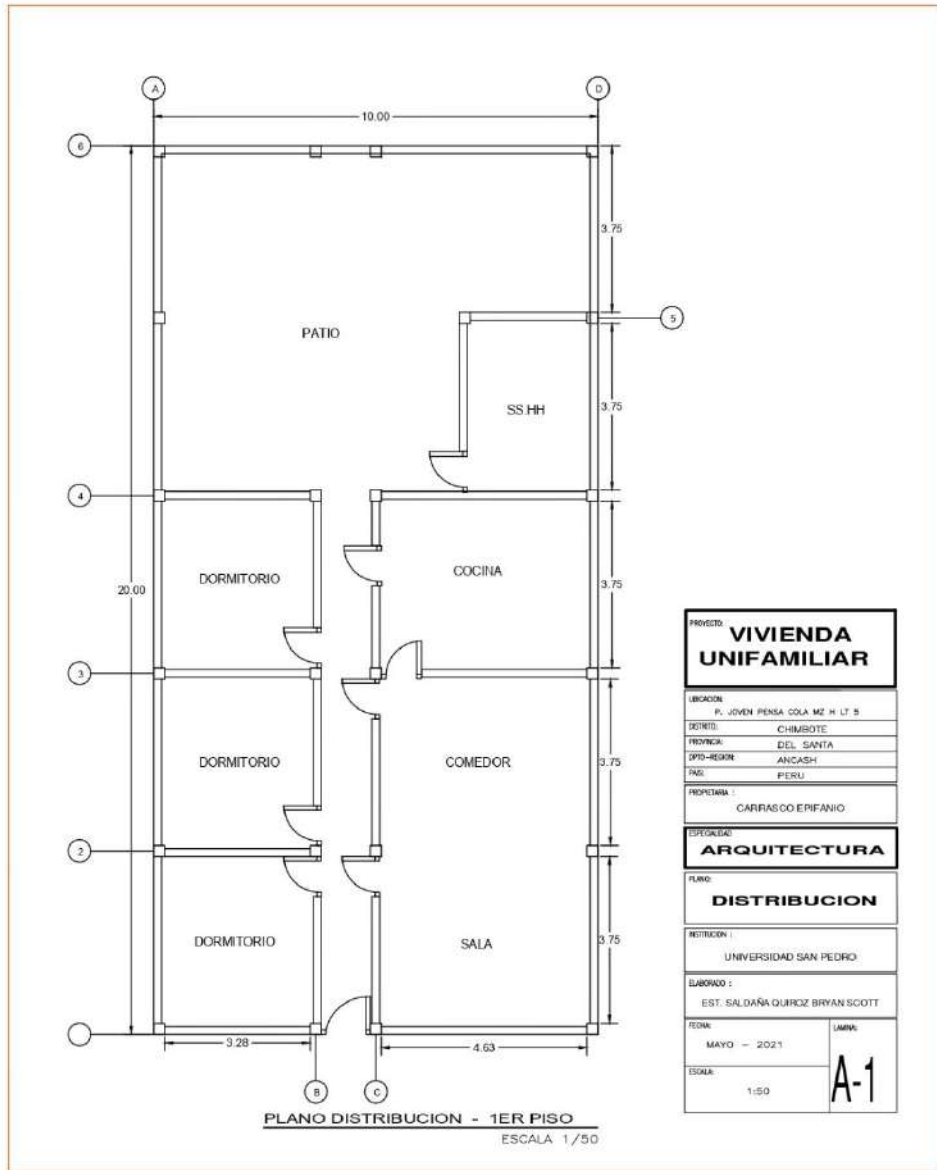 A
D
10.00
6
3.75
5
PATIO
3.75
SS.HH
4
DORMITORIO
COCINA
20.00
3.75
3
DORMITORIO
COMEDOR
3.75
2
DORMITORIO
SALA
3.75
3.28
4.63
B
C
PLANO DISTRIBUCION - 1ER PISO
ESCALA 1/50
PROYECTO:
VIVIENDA
UNIFAMILIAR
UBICACION:
P. JOVEN PENSA COLA MZ H LT 5
DISTRITO: CHIMBOTE
PROVINCIA: DEL SANTA
DPTO-REGION: ANCASH
PAIS: PERU
PROPIETARIA :
CARRASCO EPIFANIO
ESPECIALIDAD
ARQUITECTURA
PLANO:
DISTRIBUCION
INSTITUCION :
UNIVERSIDAD SAN PEDRO
ELABORADO :
EST. SALDAÑA QUIROZ BRYAN SCOTT
FECHA:
MAYO - 2021
LAMINA:
A-1
ESCALA:
1:50